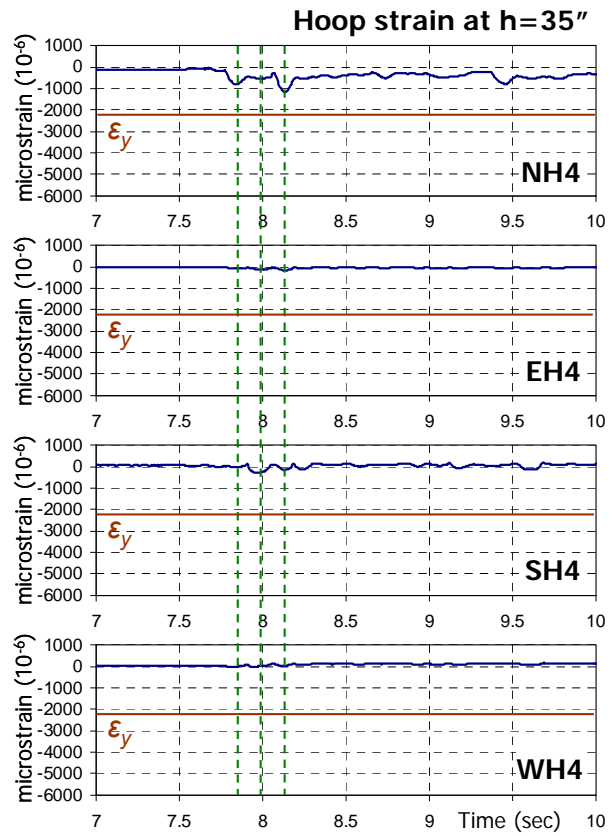 Hoop strain at h=35”
microstrain (10⁻⁶)
1000
0
-1000
-2000
-3000
-4000
-5000
-6000
εy
NH4
7 7.5 8 8.5 9 9.5 10
microstrain (10⁻⁶)
1000
0
-1000
-2000
-3000
-4000
-5000
-6000
εy
EH4
7 7.5 8 8.5 9 9.5 10
microstrain (10⁻⁶)
1000
0
-1000
-2000
-3000
-4000
-5000
-6000
εy
SH4
7 7.5 8 8.5 9 9.5 10
microstrain (10⁻⁶)
1000
0
-1000
-2000
-3000
-4000
-5000
-6000
εy
WH4
7 7.5 8 8.5 9 Time (sec) 10